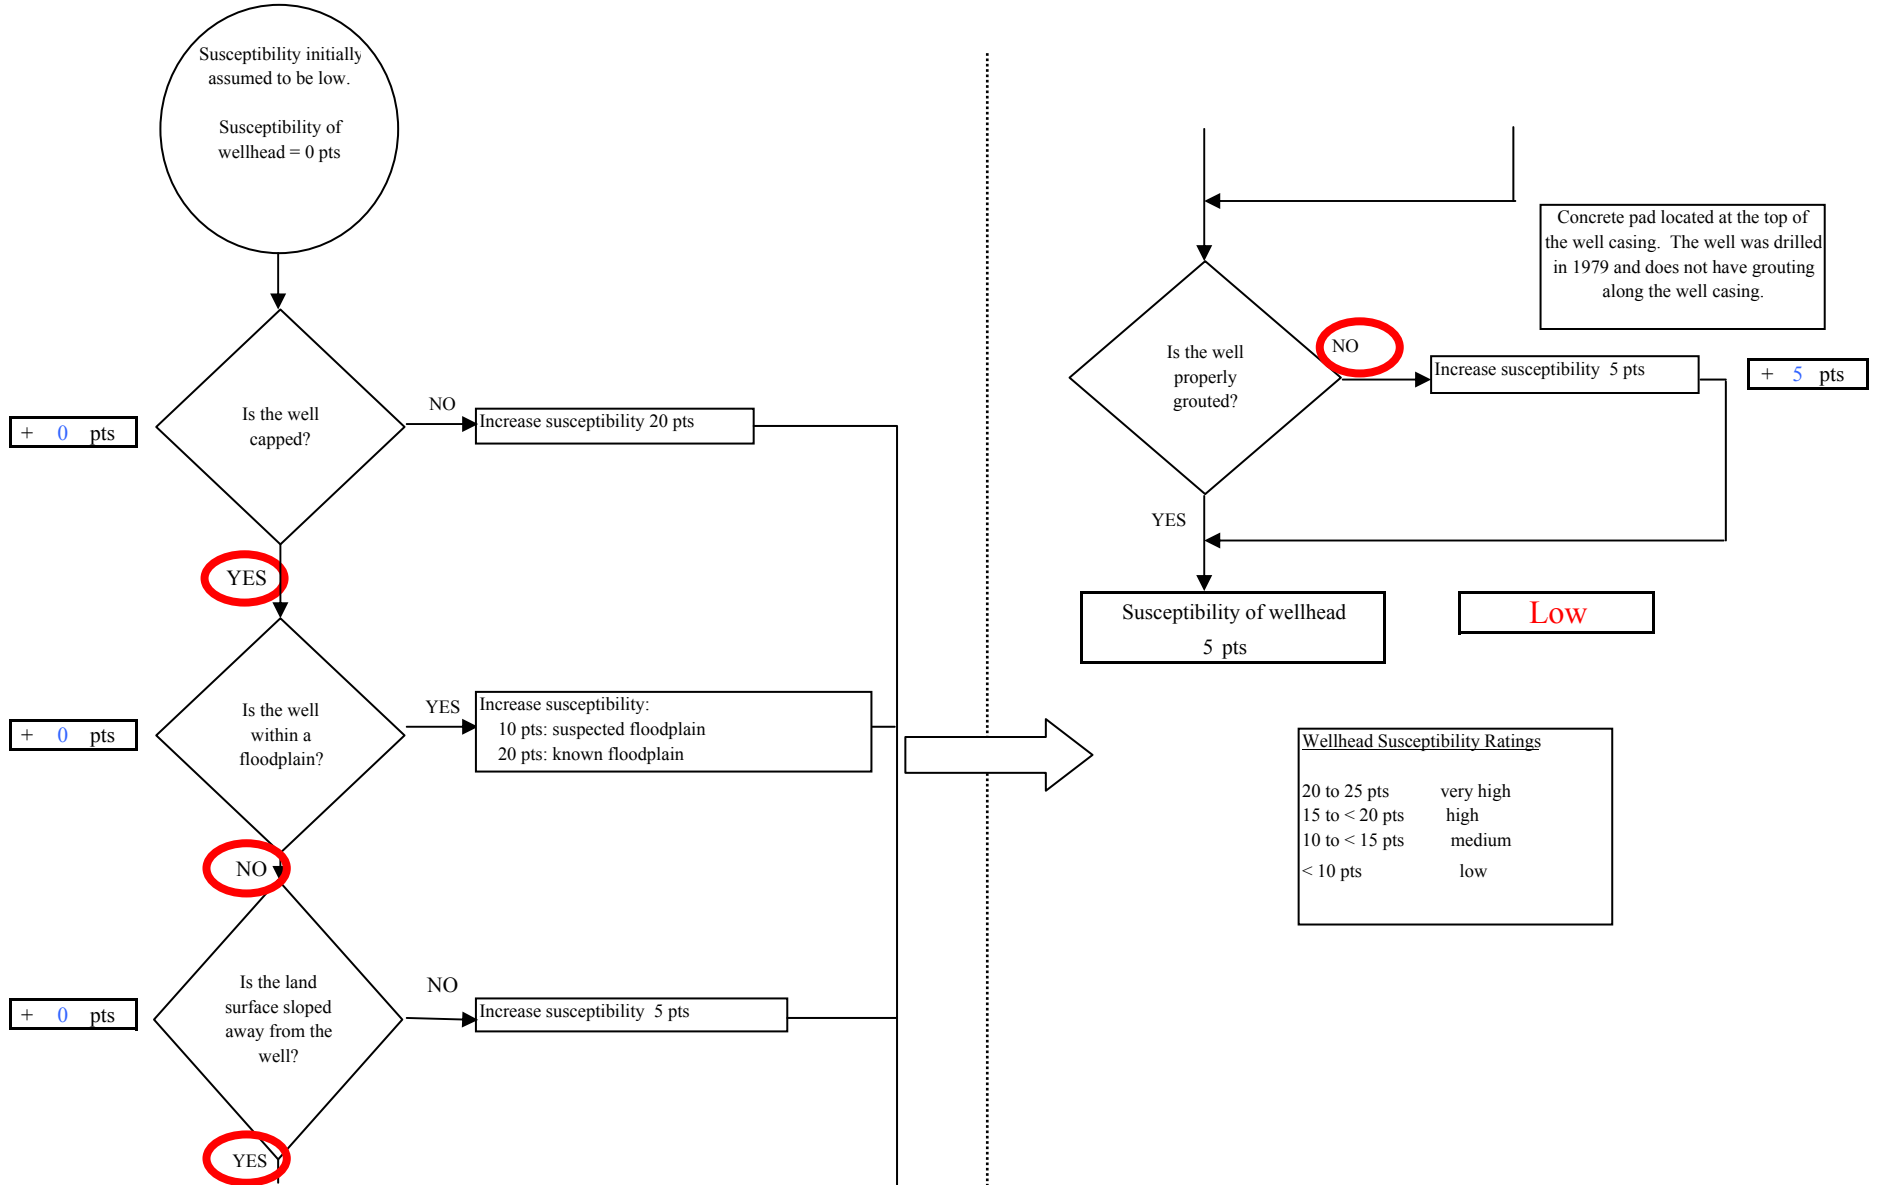 Susceptibility initially
assumed to be low.
Susceptibility of
wellhead = 0 pts
Is the well
capped?
NO
Increase susceptibility 20 pts
+ 0 pts
YES
Is the well
within a
floodplain?
YES
Increase susceptibility:
10 pts: suspected floodplain
20 pts: known floodplain
+ 0 pts
NO
Is the land
surface sloped
away from the
well?
NO
Increase susceptibility 5 pts
+ 0 pts
YES
Concrete pad located at the top of
the well casing. The well was drilled
in 1979 and does not have grouting
along the well casing.
Is the well
properly
grouted?
NO
Increase susceptibility 5 pts
+ 5 pts
YES
Susceptibility of wellhead
5 pts
Low
Wellhead Susceptibility Ratings
20 to 25 pts very high
15 to < 20 pts high
10 to < 15 pts medium
< 10 pts low